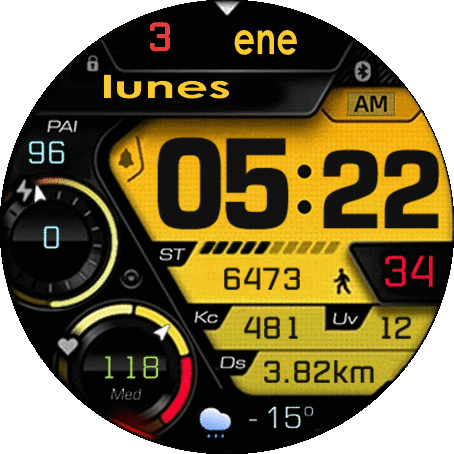 3 ene
lunes
AM
PAI
96
05:22
0
ST
6473
34
Kc 481 Uv 12
Ds 3.82km
118
Med
-15°